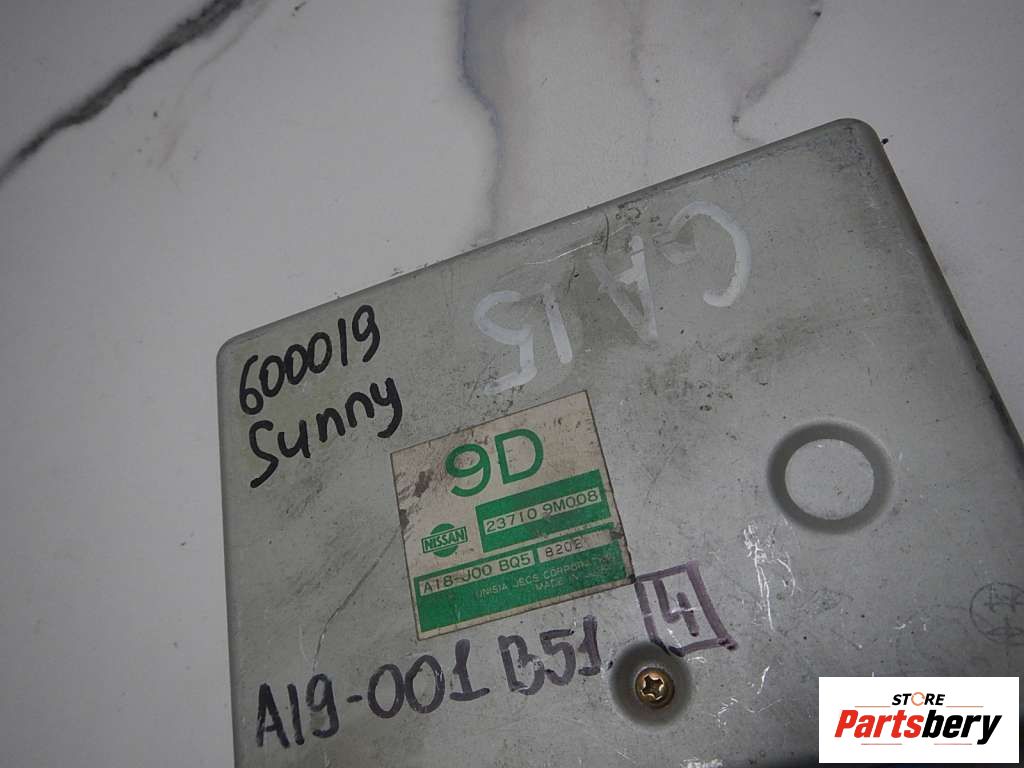 GA15
600019
Sunny
9D
NISSAN
23710 9M008
A18-J00 BQ5 8202
UNISIA JECS CORPORATION
MADE IN
A19-001 B51.
4
STORE
Partsbery